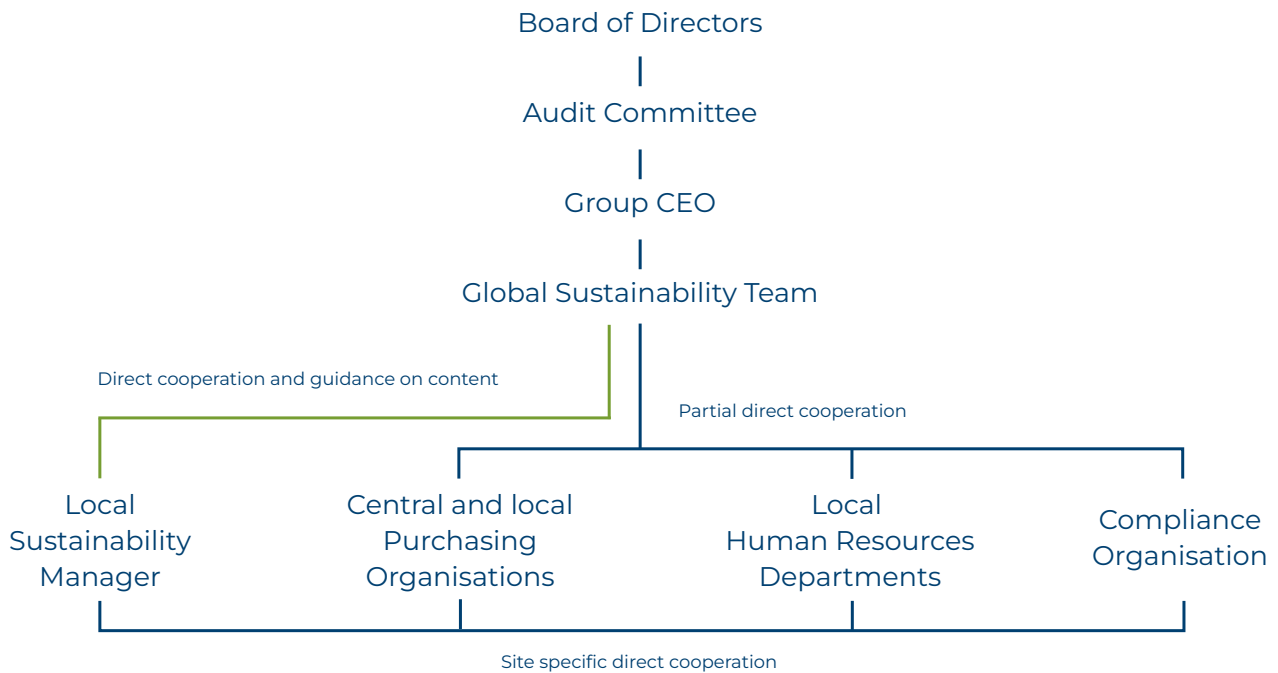 Board of Directors
Audit Committee
Group CEO
Global Sustainability Team
Direct cooperation and guidance on content
Partial direct cooperation
Local
Sustainability
Manager
Central and local
Purchasing
Organisations
Local
Human Resources
Departments
Compliance
Organisation
Site specific direct cooperation